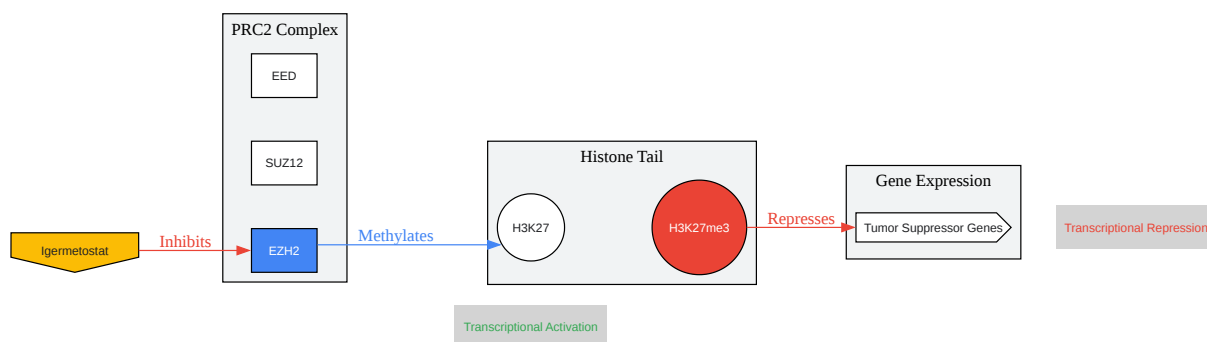 PRC2 Complex
EED
SUZ12
Igermetostat
Inhibits
EZH2
Methylates
Histone Tail
H3K27
H3K27me3
Represses
Gene Expression
Tumor Suppressor Genes
Transcriptional Repression
Transcriptional Activation